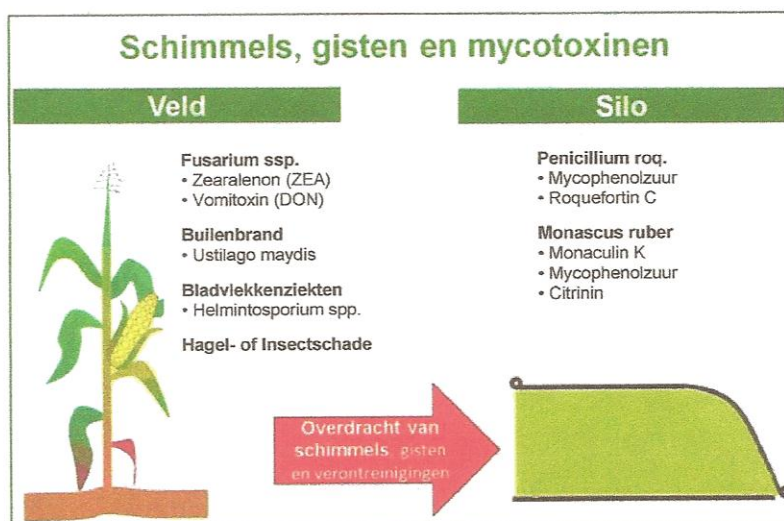 Schimmels, gisten en mycotoxinen
Veld
Fusarium ssp.
• Zearalenon (ZEA)
• Vomitoxin (DON)
Builenbrand
• Ustilago maydis
Bladvlekkenziekten
• Helmintosporium spp.
Hagel- of Insectschade
Silo
Penicillium roq.
• Mycophenolzuur
• Roquefortin C
Monascus ruber
• Monaculin K
• Mycophenolzuur
• Citrinin
Overdracht van
schimmels gisten
en verontreinigingen